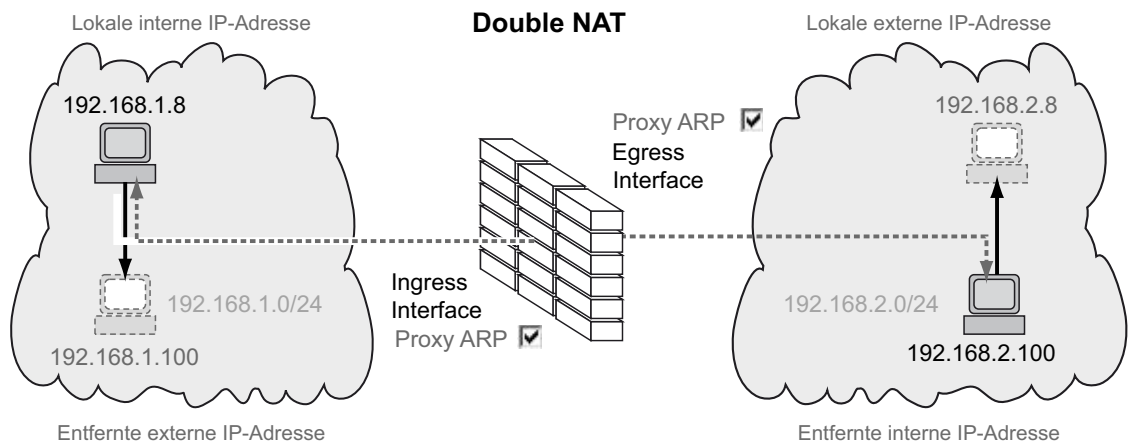 Lokale interne IP-Adresse
Double NAT
Lokale externe IP-Adresse
192.168.1.8
192.168.2.8
Proxy ARP
Egress
Interface
Ingress
Interface
Proxy ARP
192.168.1.0/24
192.168.2.0/24
192.168.1.100
192.168.2.100
Entfernte externe IP-Adresse
Entfernte interne IP-Adresse